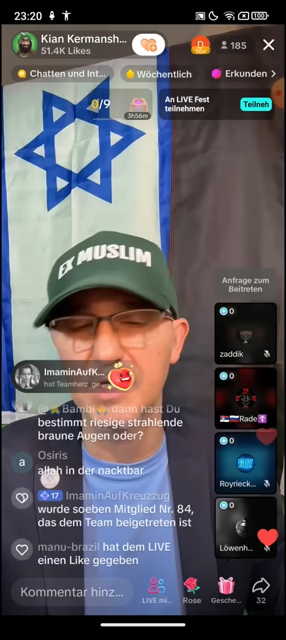 23:20
100
Kian Kermansh...
51.4K Likes
185
Chatten und Int...
Wöchentlich
Erkunden
0/9
3h56m
An LIVE Fest
teilnehmen
Teilneh
EX MUSLIM
Anfrage zum
Beitreten
0
zaddik
0
Rade
0
Royrieck...
0
Löwenh...
ImaminAufK...
hat Teamherz ge
@ Bambi dann hast Du
bestimmt riesige strahlende
braune Augen oder?
a
Osiris
allah in der nacktbar
17 ImaminAufKreuzzug
wurde soeben Mitglied Nr. 84,
das dem Team beigetreten ist
manu-brazil hat dem LIVE
einen Like gegeben
Kommentar hinz...
LIVE mi...
Rose
Gesche...
32